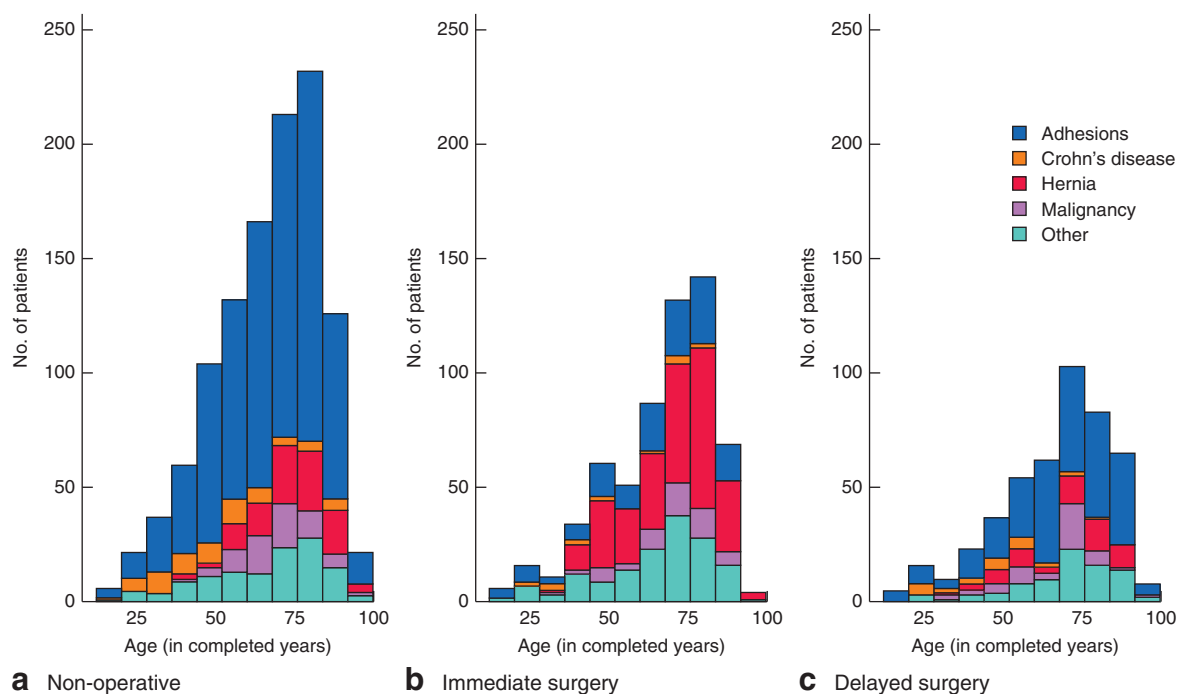 250
200
150
100
50
0
No. of patients
25
50
75
100
Age (in completed years)
a Non-operative
250
200
150
100
50
0
No. of patients
25
50
75
100
Age (in completed years)
b Immediate surgery
250
200
150
100
50
0
No. of patients
Adhesions
Crohn's disease
Hernia
Malignancy
Other
25
50
75
100
Age (in completed years)
c Delayed surgery